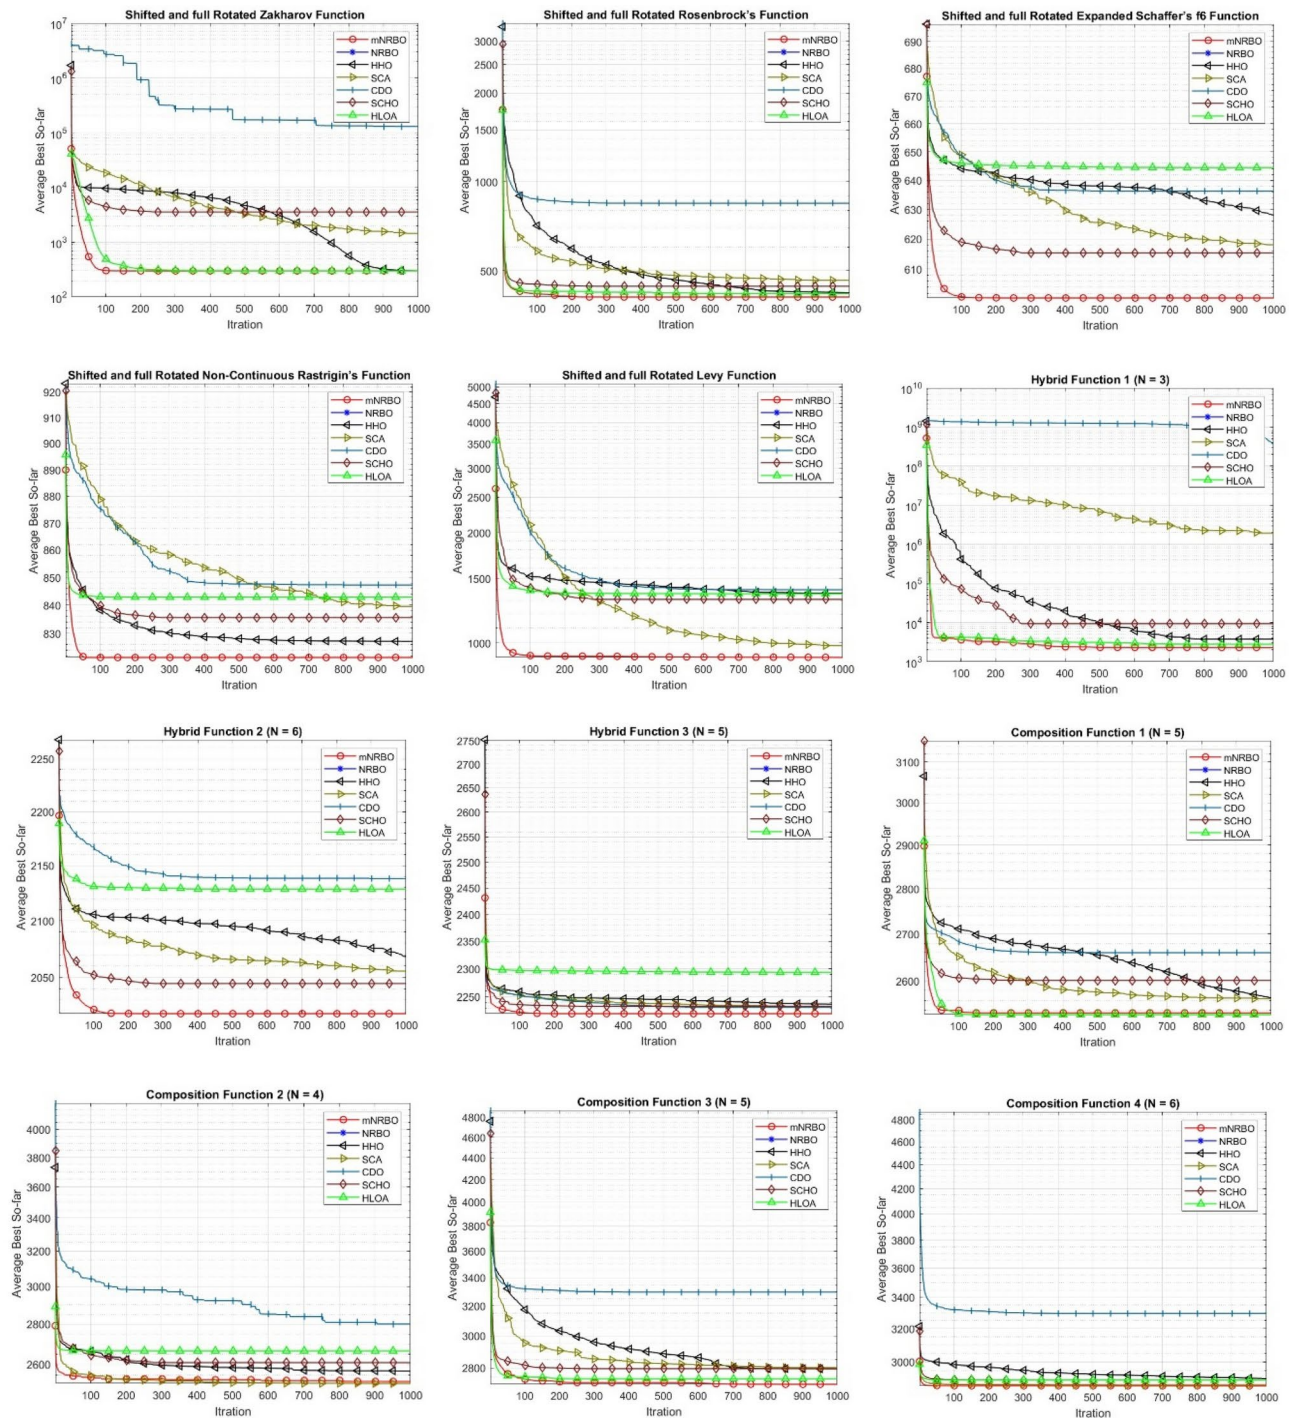 Shifted and full Rotated Zakharov Function
10^7
10^6
10^5
10^4
10^3
10^2
Average Best So-far
mNRBO
NRBO
HHO
SCA
CDO
SCHO
HLOA
100 200 300 400 500 600 700 800 900 1000
Itration
Shifted and full Rotated Rosenbrock's Function
3000
2500
2000
1500
1000
500
Average Best So-far
mNRBO
NRBO
HHO
SCA
CDO
SCHO
HLOA
100 200 300 400 500 600 700 800 900 1000
Itration
Shifted and full Rotated Expanded Schaffer's f6 Function
690
680
670
660
650
640
630
620
610
Average Best So-far
mNRBO
NRBO
HHO
SCA
CDO
SCHO
HLOA
100 200 300 400 500 600 700 800 900 1000
Itration
Shifted and full Rotated Non-Continuous Rastrigin's Function
920
910
900
890
880
870
860
850
840
830
Average Best So-far
mNRBO
NRBO
HHO
SCA
CDO
SCHO
HLOA
100 200 300 400 500 600 700 800 900 1000
Itration
Shifted and full Rotated Levy Function
5000
4500
4000
3500
3000
2500
2000
1500
1000
Average Best So-far
mNRBO
NRBO
HHO
SCA
CDO
SCHO
HLOA
100 200 300 400 500 600 700 800 900 1000
Itration
Hybrid Function 1 (N = 3)
10^10
10^9
10^8
10^7
10^6
10^5
10^4
10^3
Average Best So-far
mNRBO
NRBO
HHO
SCA
CDO
SCHO
HLOA
100 200 300 400 500 600 700 800 900 1000
Itration
Hybrid Function 2 (N = 6)
2250
2200
2150
2100
2050
Average Best So-far
mNRBO
NRBO
HHO
SCA
CDO
SCHO
HLOA
100 200 300 400 500 600 700 800 900 1000
Itration
Hybrid Function 3 (N = 5)
2750
2700
2650
2600
2550
2500
2450
2400
2350
2300
2250
Average Best So-far
mNRBO
NRBO
HHO
SCA
CDO
SCHO
HLOA
100 200 300 400 500 600 700 800 900 1000
Itration
Composition Function 1 (N = 5)
3100
3000
2900
2800
2700
2600
Average Best So-far
mNRBO
NRBO
HHO
SCA
CDO
SCHO
HLOA
100 200 300 400 500 600 700 800 900 1000
Itration
Composition Function 2 (N = 4)
4000
3800
3600
3400
3200
3000
2800
2600
Average Best So-far
mNRBO
NRBO
HHO
SCA
CDO
SCHO
HLOA
100 200 300 400 500 600 700 800 900 1000
Itration
Composition Function 3 (N = 5)
4800
4600
4400
4200
4000
3800
3600
3400
3200
3000
2800
Average Best So-far
mNRBO
NRBO
HHO
SCA
CDO
SCHO
HLOA
100 200 300 400 500 600 700 800 900 1000
Itration
Composition Function 4 (N = 6)
4800
4600
4400
4200
4000
3800
3600
3400
3200
3000
Average Best So-far
mNRBO
NRBO
HHO
SCA
CDO
SCHO
HLOA
100 200 300 400 500 600 700 800 900 1000
Itration